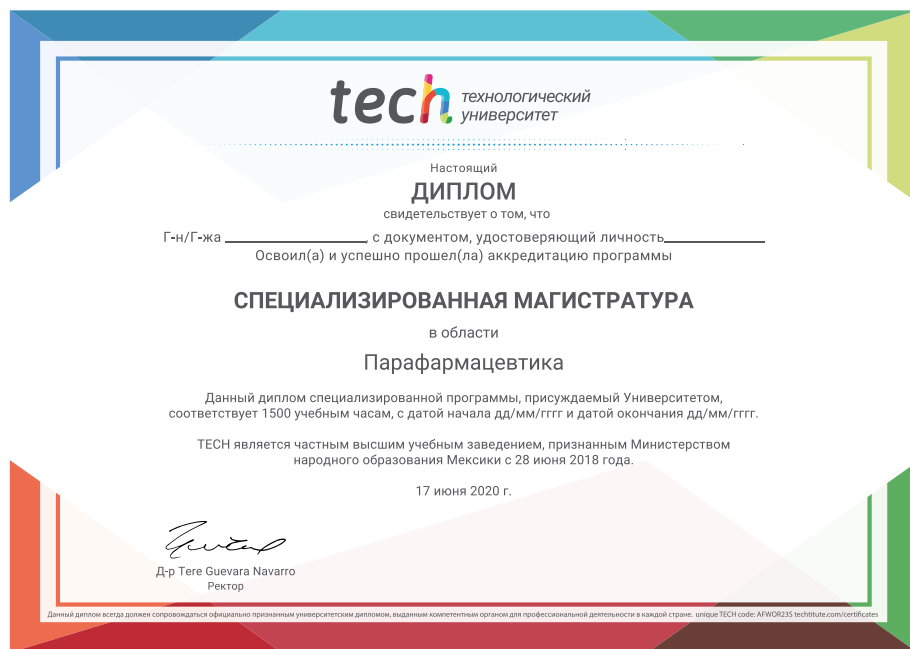 tech технологический
университет
Настоящий
ДИПЛОМ
свидетельствует о том, что
Г-н/Г-жа , с документом, удостоверяющий личность
Освоил(а) и успешно прошел(ла) аккредитацию программы
СПЕЦИАЛИЗИРОВАННАЯ МАГИСТРАТУРА
в области
Парафармацевтика
Данный диплом специализированной программы, присуждаемый Университетом,
соответствует 1500 учебным часам, с датой начала дд/мм/гггг и датой окончания дд/мм/гггг.
TECH является частным высшим учебным заведением, признанным Министерством
народного образования Мексики с 28 июня 2018 года.
17 июня 2020 г.
Д-р Tere Guevara Navarro
Ректор
Данный диплом всегда должен сопровождаться официально признанным университетским дипломом, выданным компетентным органом для профессиональной деятельности в каждой стране. unique TECH code: AFWOR23S techtitute.com/certificates